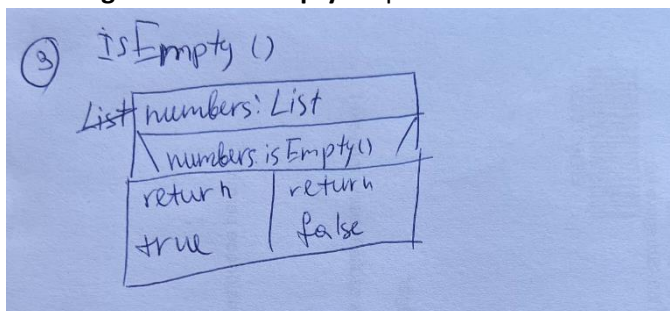 ③ isEmpty ()
List numbers: List
numbers.isEmpty()
return return
true false